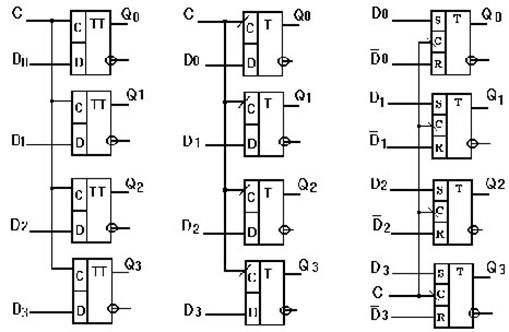 C Q0 C Q0 D0 S T Q0
C TT C T C
D0 D D0 D D̅0 R
C TT Q1 C T Q1 D1 S T Q1
C
D1 D D1 D D̅1 R
C TT Q2 C T Q2 D2 S T Q2
C
D2 D D2 D D̅2 R
C TT Q3 C T Q3 D3 S T Q3
C C
D3 D D3 D D̅3 R